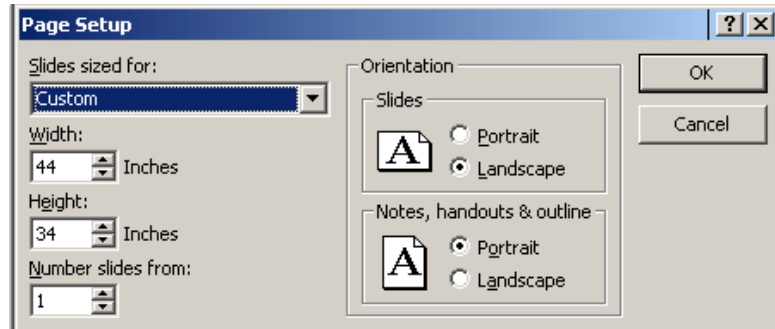 Page Setup
Slides sized for:
Custom
Width:
44 Inches
Height:
34 Inches
Number slides from:
1
Orientation
Slides
A
Portrait
Landscape
Notes, handouts & outline
A
Portrait
Landscape
? X
OK
Cancel